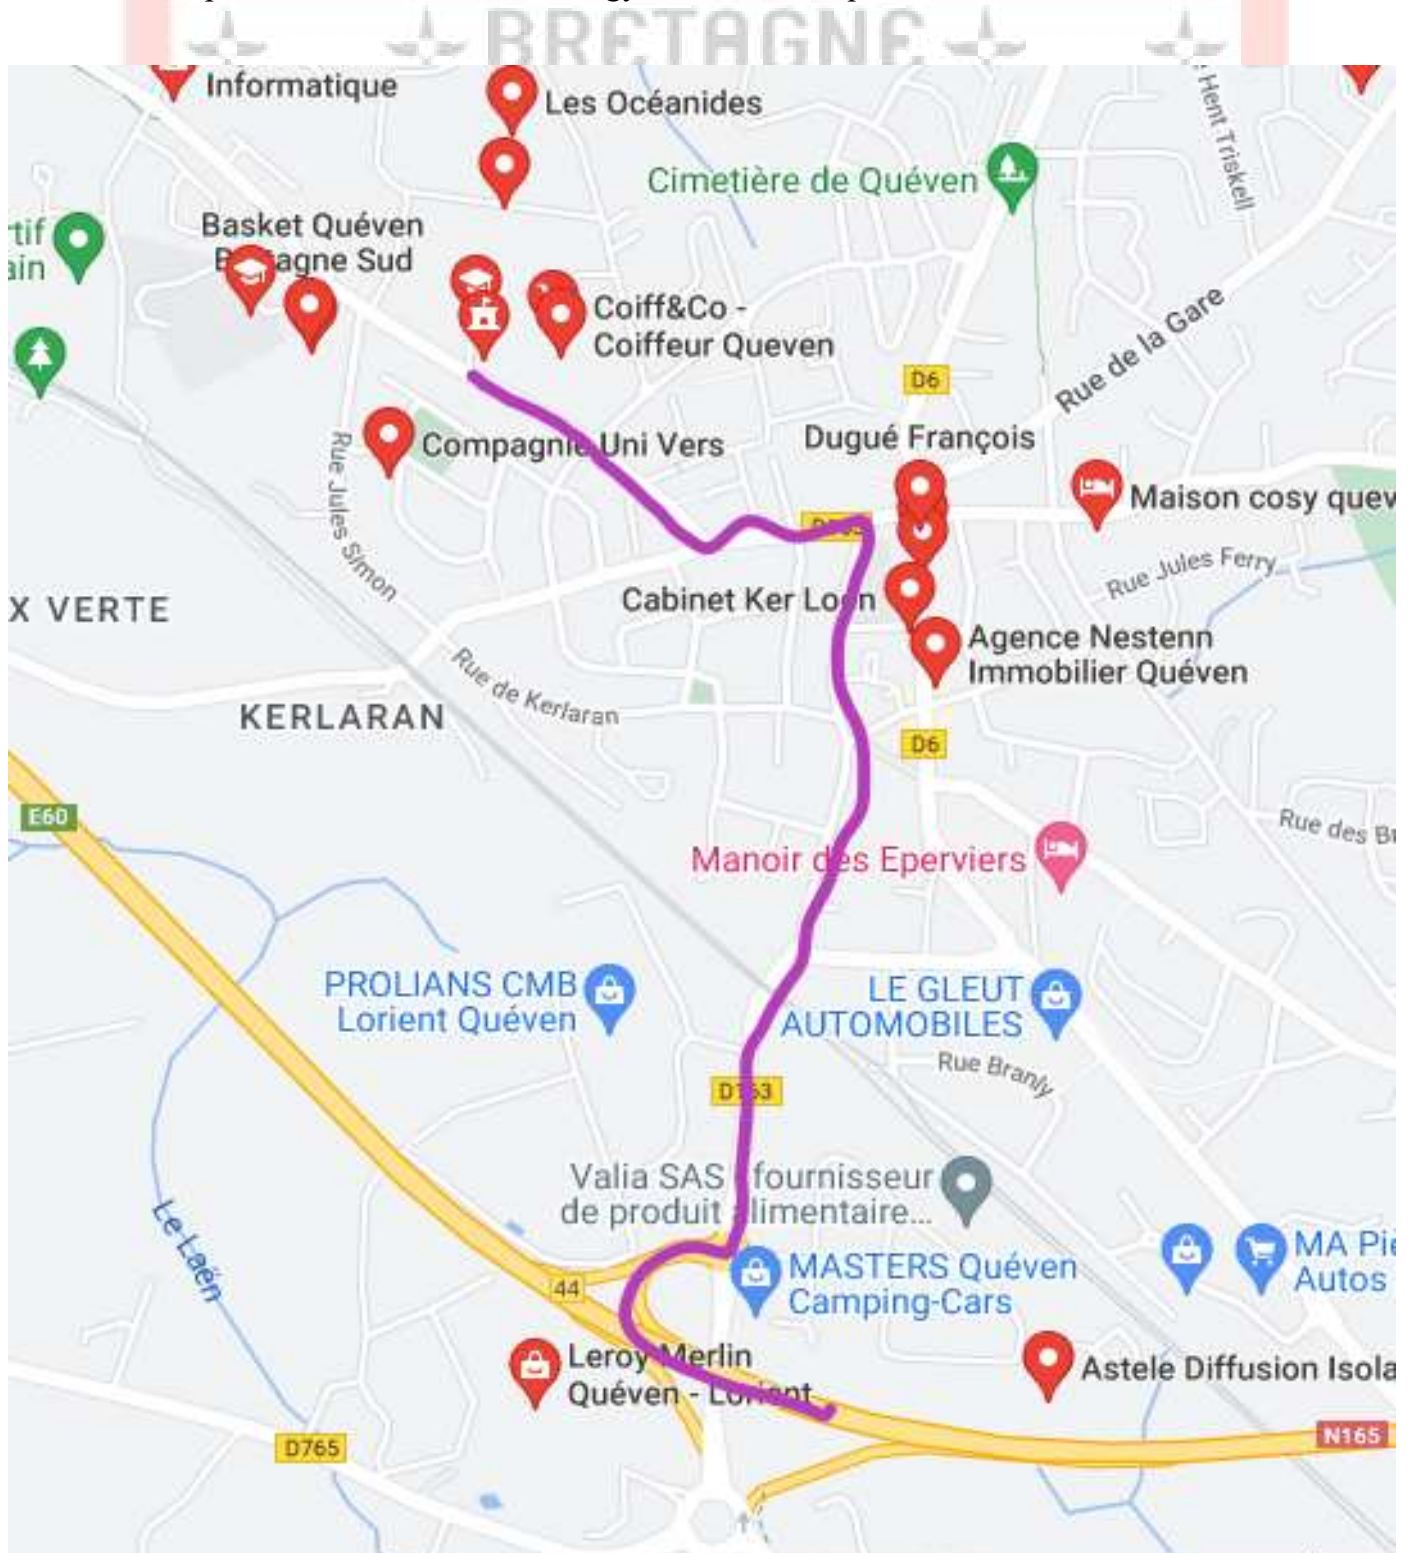 BRETAGNE
Informatique
Les Océanides
Hent Triskell
Cimetière de Quéven
Basket Quéven
Bretagne Sud
tif
ain
Coiff&Co -
Coiffeur Queven
Rue de la Gare
D6
Compagnie Uni Vers
Dugué François
Rue Jules Simon
Maison cosy quev
Rue Jules Ferry
Cabinet Ker Loen
X VERTE
Agence Nestenn
Immobilier Quéven
Rue de Kerlaran
KERLARAN
D6
E60
Rue des
Manoir des Eperviers
PROLIANS CMB
Lorient Quéven
LE GLEUT
AUTOMOBILES
Rue Branly
D163
Valia SAS fournisseur
de produit alimentaire...
Le Laën
MASTERS Quéven
Camping-Cars
MA Piè
Autos
44
Leroy Merlin
Quéven - Lorient
Astele Diffusion Isola
N165
D765